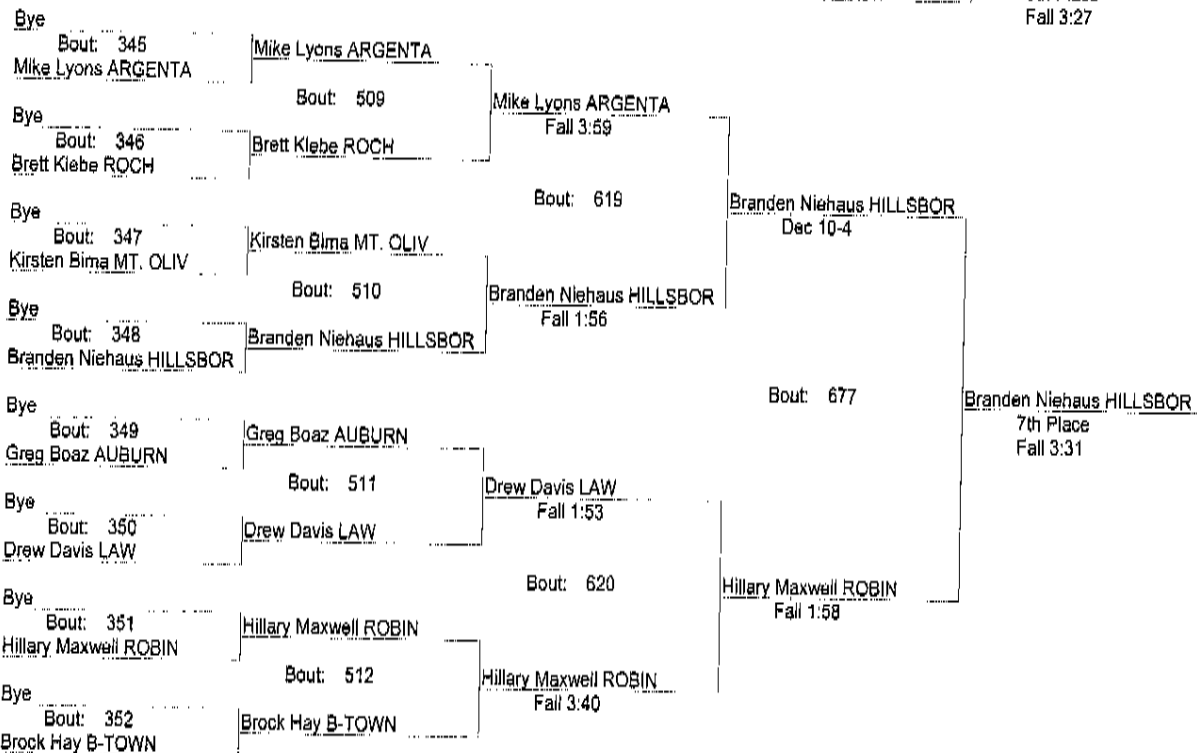 Fall 3:27
Bye
Bout: 345
Mike Lyons ARGENTA
Mike Lyons ARGENTA
Bout: 509
Bye
Bout: 346
Brett Klebe ROCH
Brett Klebe ROCH
Mike Lyons ARGENTA
Fall 3:59
Bout: 619
Bye
Bout: 347
Kirsten Bima MT. OLIV
Kirsten Bima MT. OLIV
Bout: 510
Bye
Bout: 348
Branden Niehaus HILLSBOR
Branden Niehaus HILLSBOR
Branden Niehaus HILLSBOR
Fall 1:56
Branden Niehaus HILLSBOR
Dec 10-4
Bout: 677
Branden Niehaus HILLSBOR
7th Place
Fall 3:31
Bye
Bout: 349
Greg Boaz AUBURN
Greg Boaz AUBURN
Bout: 511
Bye
Bout: 350
Drew Davis LAW
Drew Davis LAW
Drew Davis LAW
Fall 1:53
Bout: 620
Hillary Maxwell ROBIN
Fall 1:58
Bye
Bout: 351
Hillary Maxwell ROBIN
Hillary Maxwell ROBIN
Bout: 512
Bye
Bout: 352
Brock Hay B-TOWN
Brock Hay B-TOWN
Hillary Maxwell ROBIN
Fall 3:40